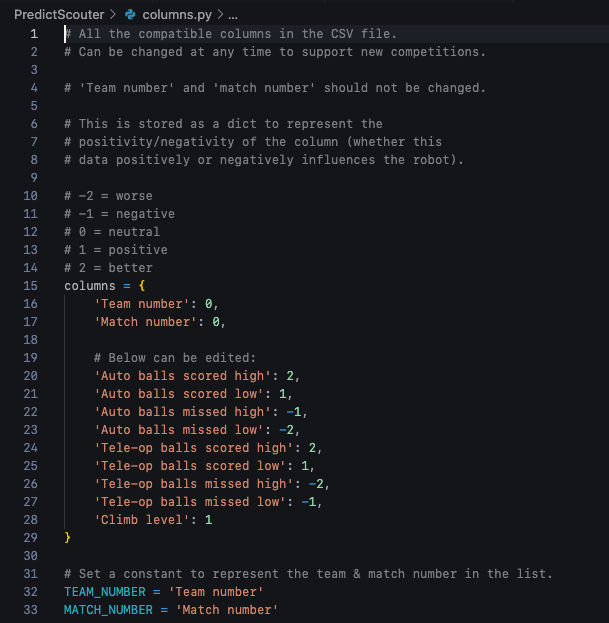 PredictScouter > columns.py > ...
1 # All the compatible columns in the CSV file.
2 # Can be changed at any time to support new competitions.
3
4 # 'Team number' and 'match number' should not be changed.
5
6 # This is stored as a dict to represent the
7 # positivity/negativity of the column (whether this
8 # data positively or negatively influences the robot).
9
10 # -2 = worse
11 # -1 = negative
12 # 0 = neutral
13 # 1 = positive
14 # 2 = better
15 columns = {
16     'Team number': 0,
17     'Match number': 0,
18
19     # Below can be edited:
20     'Auto balls scored high': 2,
21     'Auto balls scored low': 1,
22     'Auto balls missed high': -1,
23     'Auto balls missed low': -2,
24     'Tele-op balls scored high': 2,
25     'Tele-op balls scored low': 1,
26     'Tele-op balls missed high': -2,
27     'Tele-op balls missed low': -1,
28     'Climb level': 1
29 }
30
31 # Set a constant to represent the team & match number in the list.
32 TEAM_NUMBER = 'Team number'
33 MATCH_NUMBER = 'Match number'